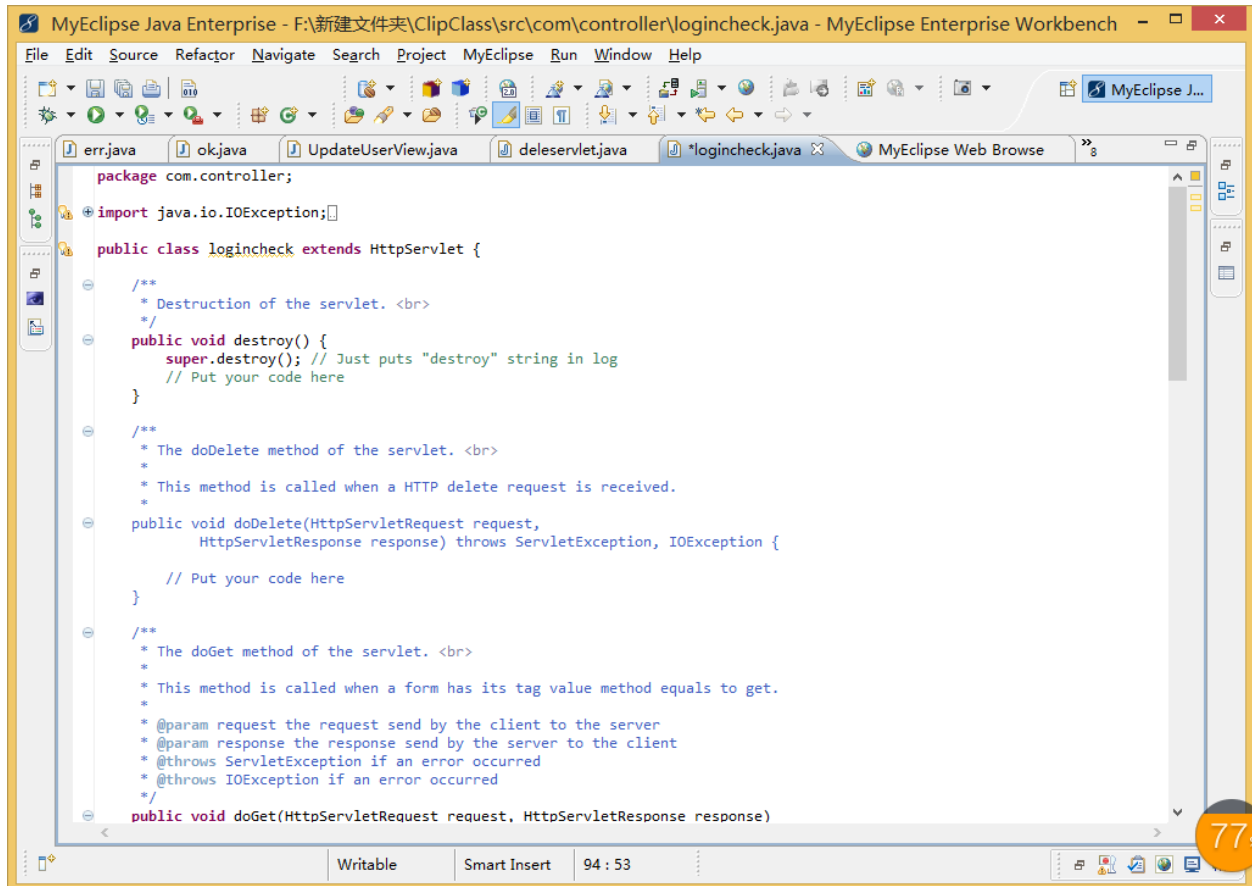 MyEclipse Java Enterprise - F:\新建文件夹\ClipClass\src\com\controller\logincheck.java - MyEclipse Enterprise Workbench
File Edit Source Refactor Navigate Search Project MyEclipse Run Window Help
MyEclipse J...
err.java ok.java UpdateUserView.java deleservlet.java *logincheck.java MyEclipse Web Browse »8
package com.controller;
import java.io.IOException;
public class logincheck extends HttpServlet {
/**
* Destruction of the servlet. <br>
*/
public void destroy() {
super.destroy(); // Just puts "destroy" string in log
// Put your code here
}
/**
* The doDelete method of the servlet. <br>
*
* This method is called when a HTTP delete request is received.
*
public void doDelete(HttpServletRequest request,
HttpServletResponse response) throws ServletException, IOException {
// Put your code here
}
/**
* The doGet method of the servlet. <br>
*
* This method is called when a form has its tag value method equals to get.
*
* @param request the request send by the client to the server
* @param response the response send by the server to the client
* @throws ServletException if an error occurred
* @throws IOException if an error occurred
*/
public void doGet(HttpServletRequest request, HttpServletResponse response)
77
Writable Smart Insert 94 : 53